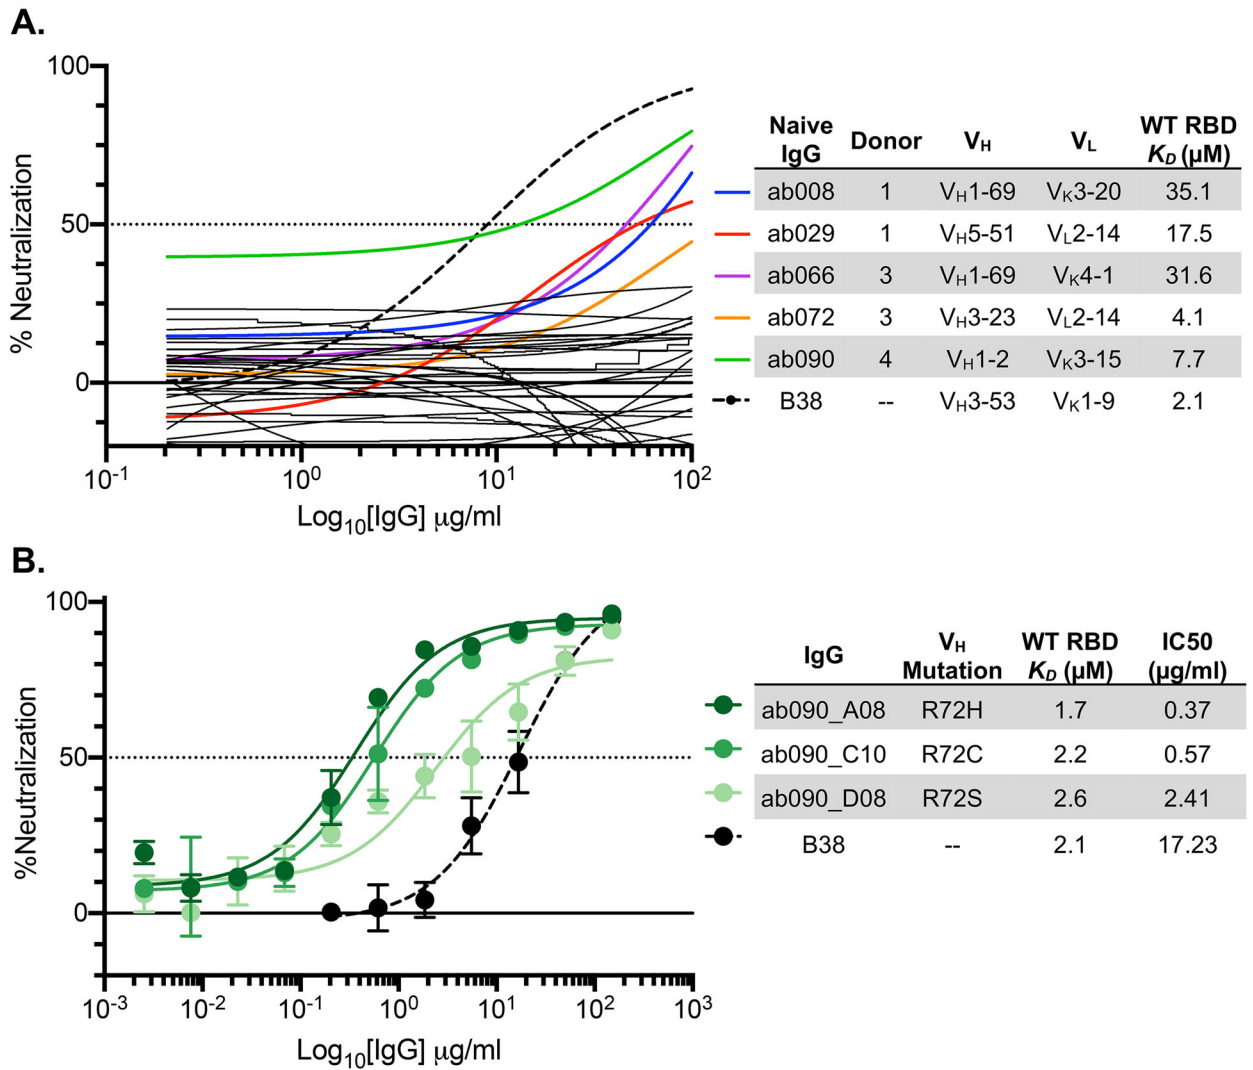 A.
100
50
0
% Neutralization
10-1
100
101
102
Log10[IgG] μg/ml
Naive IgG Donor VH VL WT RBD KD (μM)
ab008 1 VH1-69 VK3-20 35.1
ab029 1 VH5-51 VL2-14 17.5
ab066 3 VH1-69 VK4-1 31.6
ab072 3 VH3-23 VL2-14 4.1
ab090 4 VH1-2 VK3-15 7.7
B38 -- VH3-53 VK1-9 2.1
B.
100
50
0
%Neutralization
10-3
10-2
10-1
100
101
102
103
Log10[IgG] μg/ml
IgG VH Mutation WT RBD KD (μM) IC50 (μg/ml)
ab090_A08 R72H 1.7 0.37
ab090_C10 R72C 2.2 0.57
ab090_D08 R72S 2.6 2.41
B38 -- 2.1 17.23